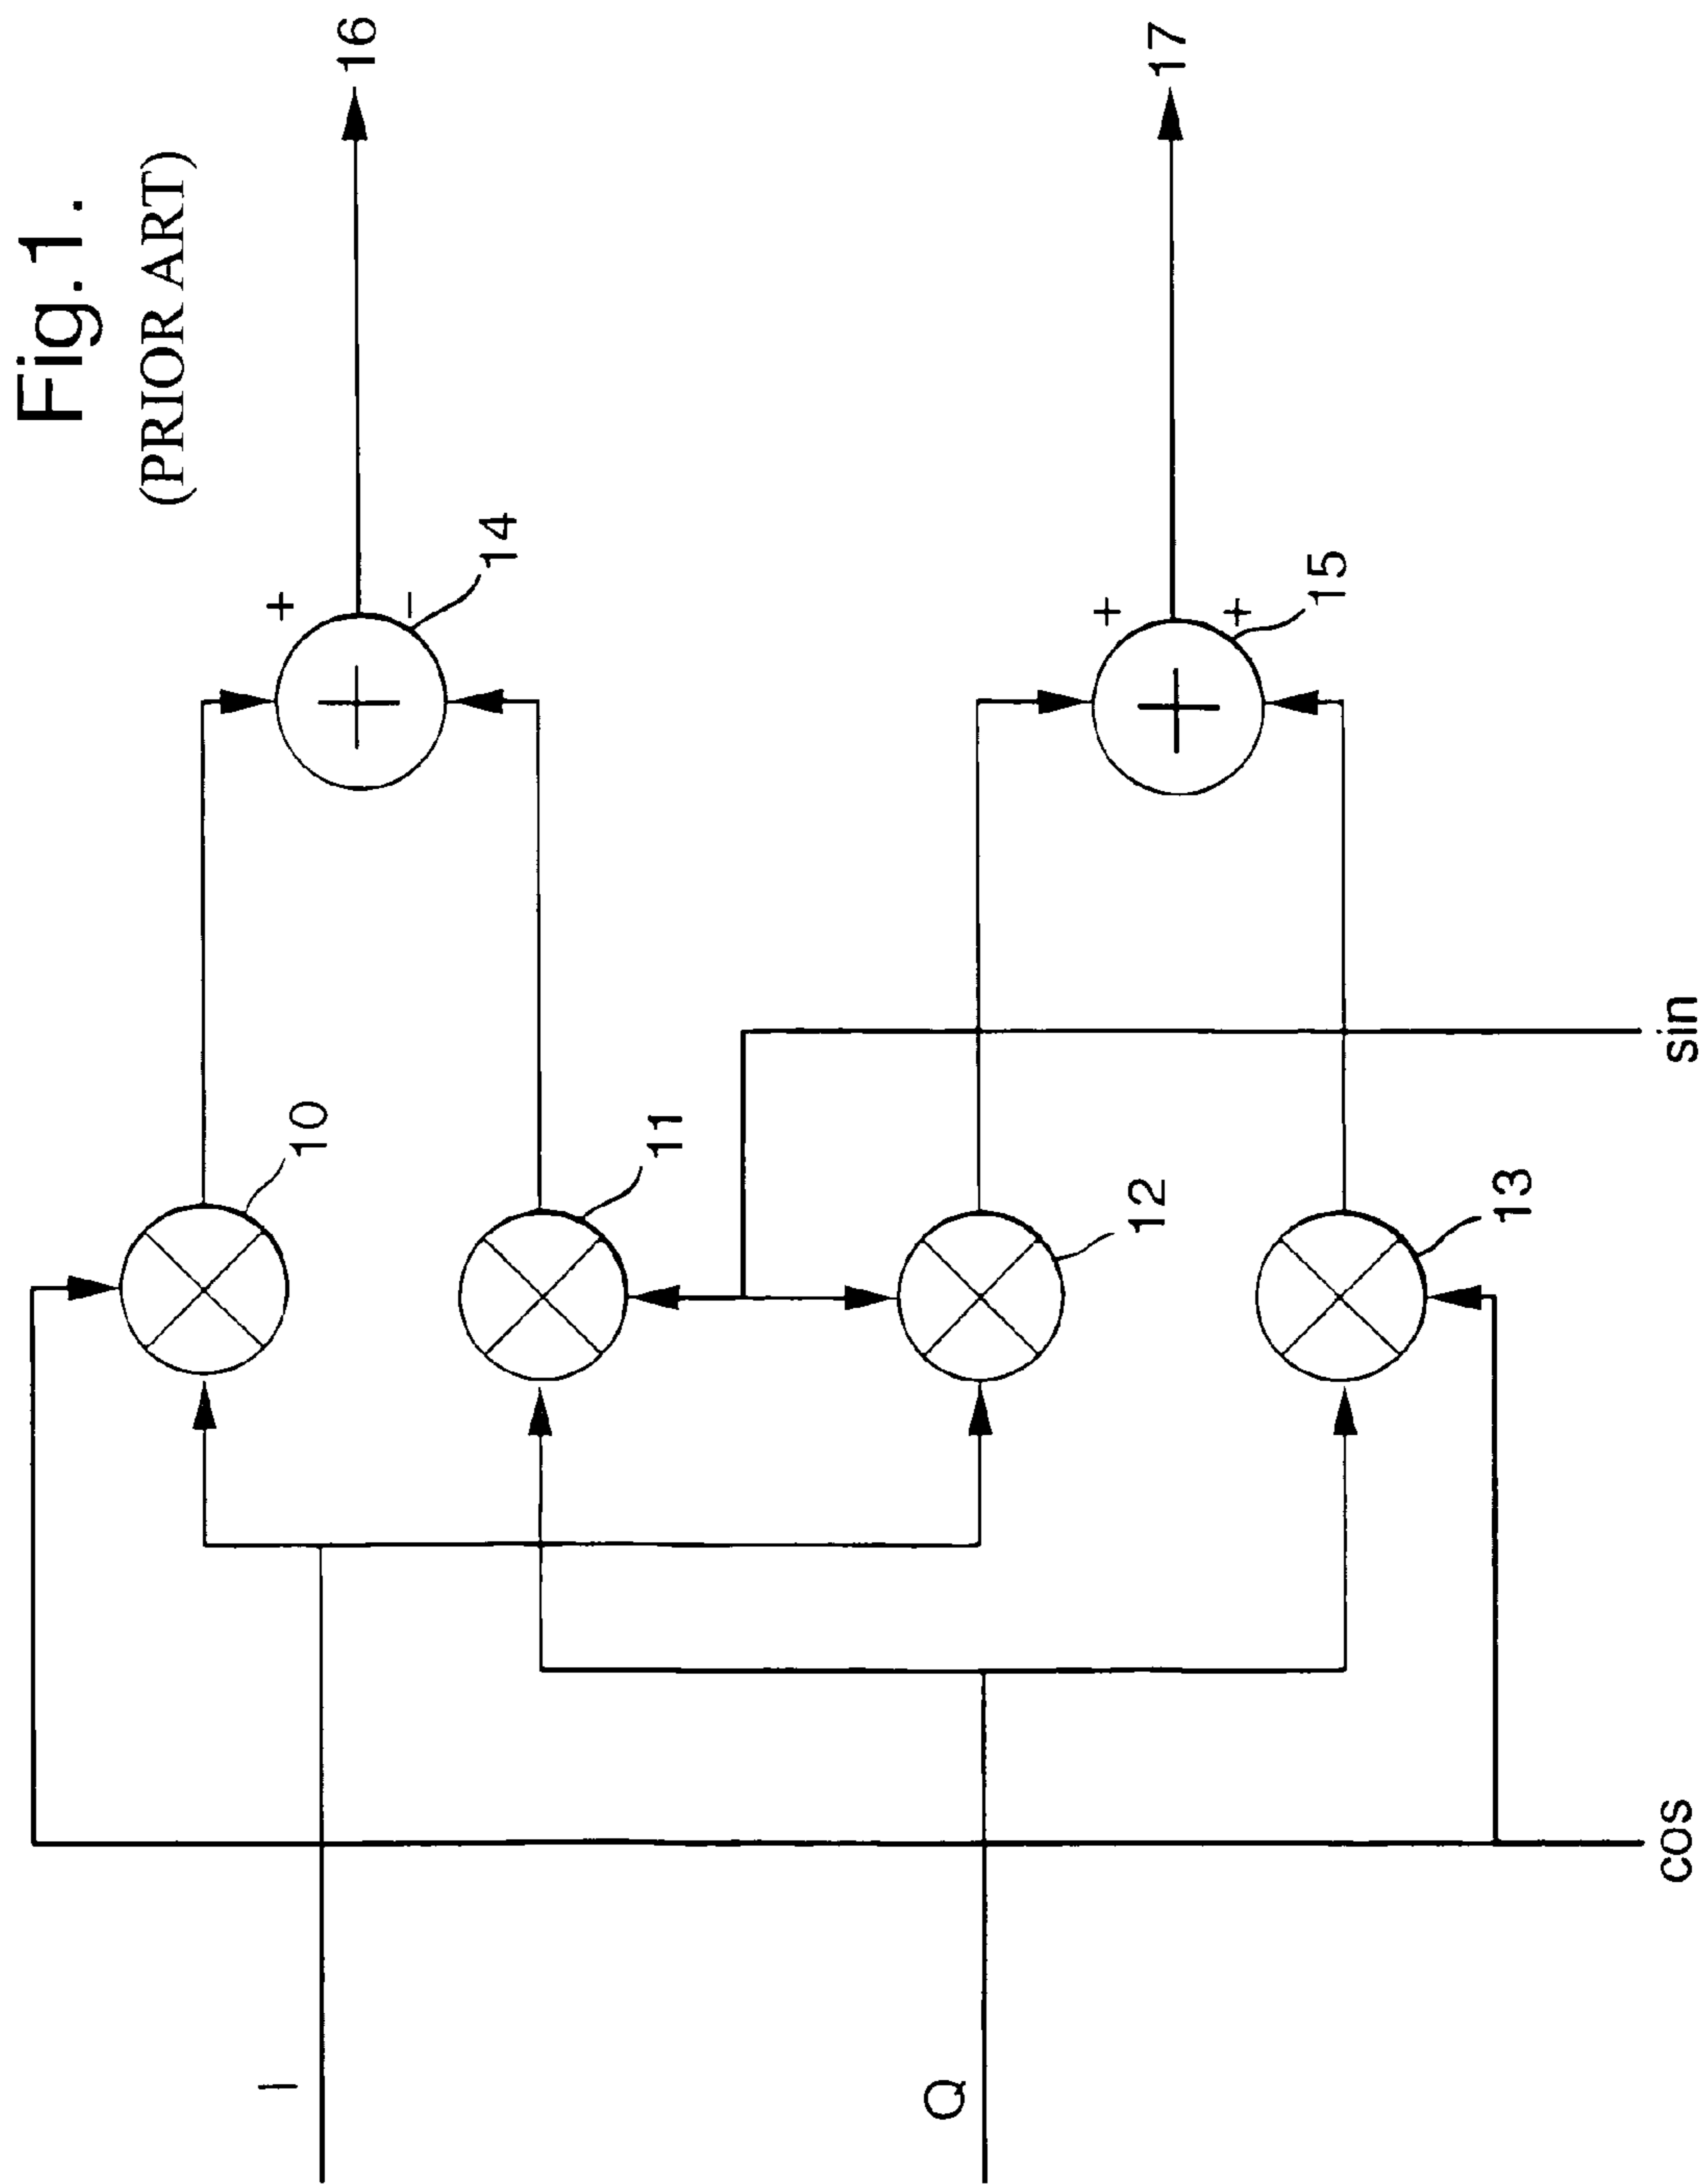 Fig.1.
(PRIOR ART)
16
17
+
-
14
+
+
15
10
11
12
13
sin
cos
I
Q